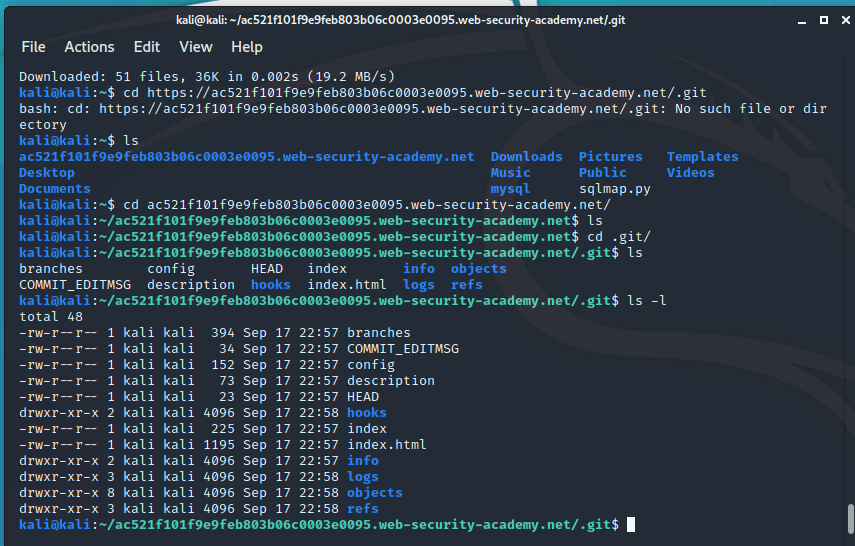 kali@kali: ~/ac521f101f9e9feb803b06c0003e0095.web-security-academy.net/.git
File Actions Edit View Help
Downloaded: 51 files, 36K in 0.002s (19.2 MB/s)
kali@kali:~$ cd https://ac521f101f9e9feb803b06c0003e0095.web-security-academy.net/.git
bash: cd: https://ac521f101f9e9feb803b06c0003e0095.web-security-academy.net/.git: No such file or dir
ectory
kali@kali:~$ ls
ac521f101f9e9feb803b06c0003e0095.web-security-academy.net Downloads Pictures Templates
Desktop Music Public Videos
Documents mysql sqlmap.py
kali@kali:~$ cd ac521f101f9e9feb803b06c0003e0095.web-security-academy.net/
kali@kali:~/ac521f101f9e9feb803b06c0003e0095.web-security-academy.net$ ls
kali@kali:~/ac521f101f9e9feb803b06c0003e0095.web-security-academy.net$ cd .git/
kali@kali:~/ac521f101f9e9feb803b06c0003e0095.web-security-academy.net/.git$ ls
branches config HEAD index info objects
COMMIT_EDITMSG description hooks index.html logs refs
kali@kali:~/ac521f101f9e9feb803b06c0003e0095.web-security-academy.net/.git$ ls -l
total 48
-rw-r--r-- 1 kali kali 394 Sep 17 22:57 branches
-rw-r--r-- 1 kali kali 34 Sep 17 22:57 COMMIT_EDITMSG
-rw-r--r-- 1 kali kali 152 Sep 17 22:57 config
-rw-r--r-- 1 kali kali 73 Sep 17 22:57 description
-rw-r--r-- 1 kali kali 23 Sep 17 22:57 HEAD
drwxr-xr-x 2 kali kali 4096 Sep 17 22:58 hooks
-rw-r--r-- 1 kali kali 225 Sep 17 22:57 index
-rw-r--r-- 1 kali kali 1195 Sep 17 22:57 index.html
drwxr-xr-x 2 kali kali 4096 Sep 17 22:57 info
drwxr-xr-x 3 kali kali 4096 Sep 17 22:58 logs
drwxr-xr-x 8 kali kali 4096 Sep 17 22:58 objects
drwxr-xr-x 3 kali kali 4096 Sep 17 22:58 refs
kali@kali:~/ac521f101f9e9feb803b06c0003e0095.web-security-academy.net/.git$